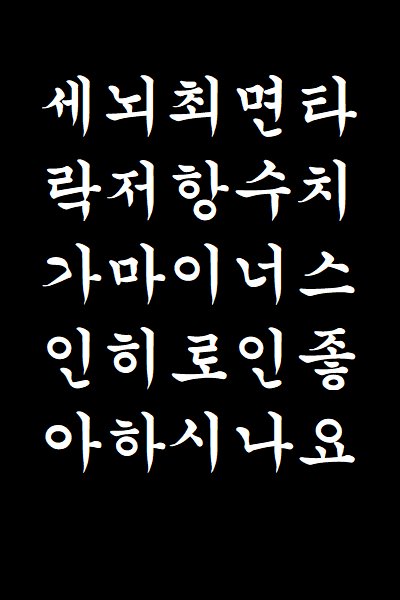 세뇌최면타
락저항수치
가마이너스
인히로인좋
아하시나요